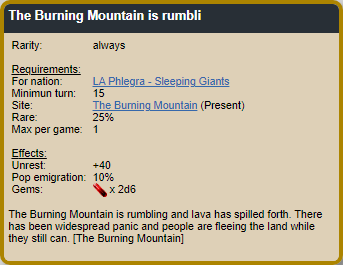 The Burning Mountain is rumbli
Rarity: always
Requirements:
For nation: LA Phlegra - Sleeping Giants
Minimun turn: 15
Site: The Burning Mountain (Present)
Rare: 25%
Max per game: 1
Effects:
Unrest: +40
Pop emigration: 10%
Gems: x 2d6
The Burning Mountain is rumbling and lava has spilled forth. There
has been widespread panic and people are fleeing the land while
they still can. [The Burning Mountain]